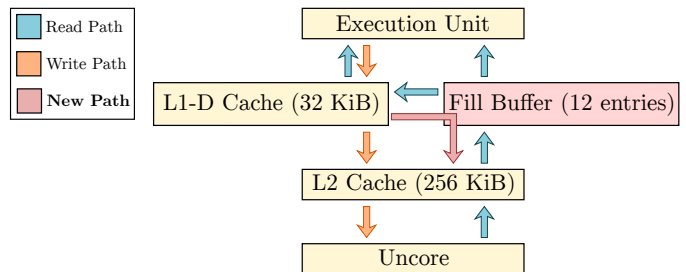 Execution Unit
Read Path
Write Path
New Path
L1-D Cache (32 KiB)
Fill Buffer (12 entries)
L2 Cache (256 KiB)
Uncore